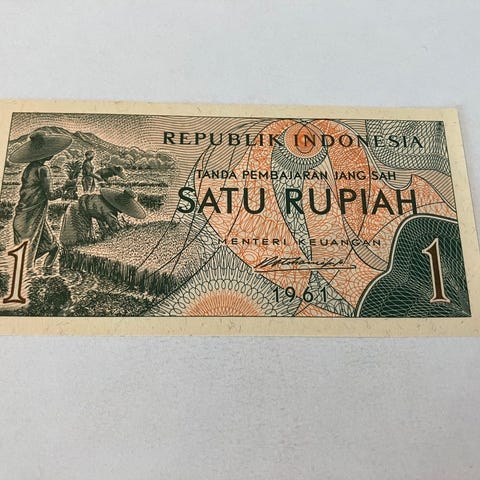 REPUBLIK INDONESIA
TANDA PEMBAJARAN JANG SAH
SATU RUPIAH
MENTERI KEUANGAN
1961
1
1